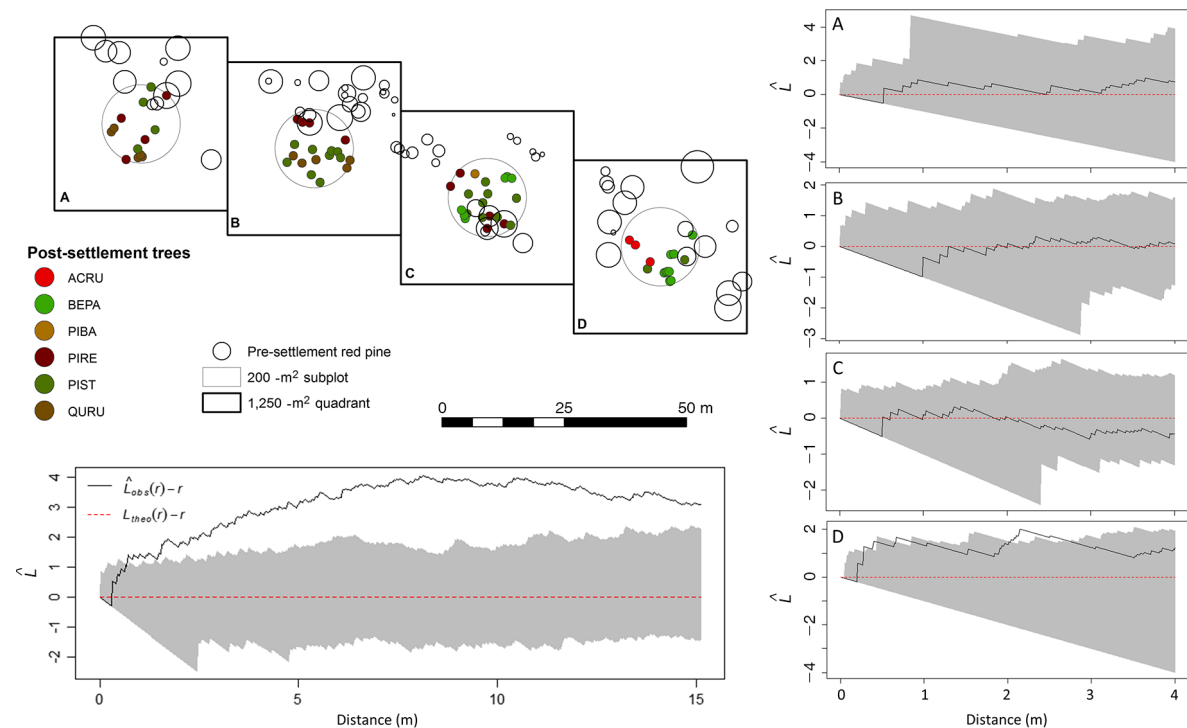 A
B
C
D
Post-settlement trees
ACRU
BEPA
PIBA
PIRE
PIST
QURU
Pre-settlement red pine
200 -m² subplot
1,250 -m² quadrant
0 25 50 m
L̂obs(r)−r
Ltheo(r)−r
L̂
4
3
2
1
0
-1
-2
0 5 10 15
Distance (m)
A
L̂
4
2
0
−2
−4
B
L̂
2
1
0
−1
−2
−3
C
L̂
1
0
−1
−2
D
L̂
2
0
−2
−4
0 1 2 3 4
Distance (m)